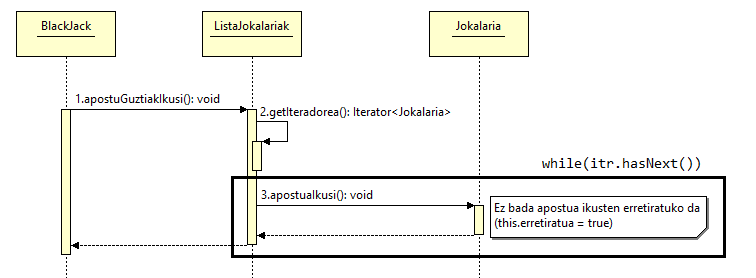 BlackJack
ListaJokalariak
Jokalaria
1.apostuGuztiakIkusi(): void
2.getIteradorea(): Iterator<Jokalaria>
while(itr.hasNext())
3.apostuaIkusi(): void
Ez bada apostua ikusten erretiratuko da
(this.erretiratua = true)